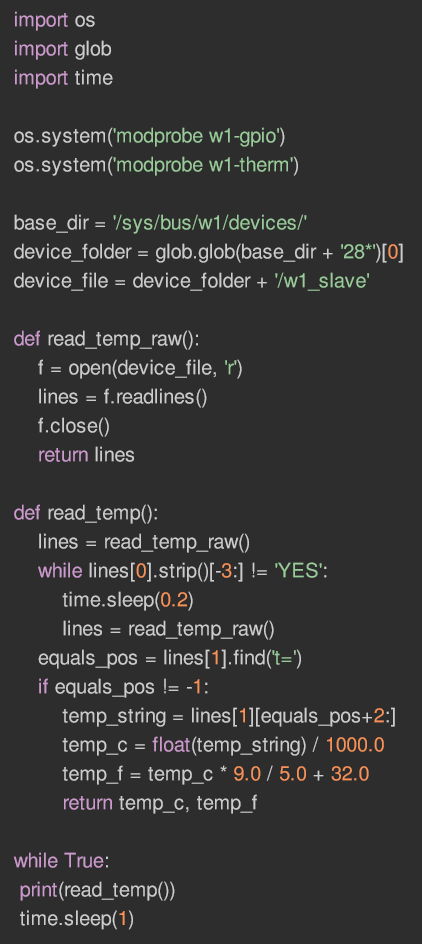 import os
import glob
import time

os.system('modprobe w1-gpio')
os.system('modprobe w1-therm')

base_dir = '/sys/bus/w1/devices/'
device_folder = glob.glob(base_dir + '28*')[0]
device_file = device_folder + '/w1_slave'

def read_temp_raw():
    f = open(device_file, 'r')
    lines = f.readlines()
    f.close()
    return lines

def read_temp():
    lines = read_temp_raw()
    while lines[0].strip()[-3:] != 'YES':
        time.sleep(0.2)
        lines = read_temp_raw()
    equals_pos = lines[1].find('t=')
    if equals_pos != -1:
        temp_string = lines[1][equals_pos+2:]
        temp_c = float(temp_string) / 1000.0
        temp_f = temp_c * 9.0 / 5.0 + 32.0
        return temp_c, temp_f

while True:
 print(read_temp())
 time.sleep(1)